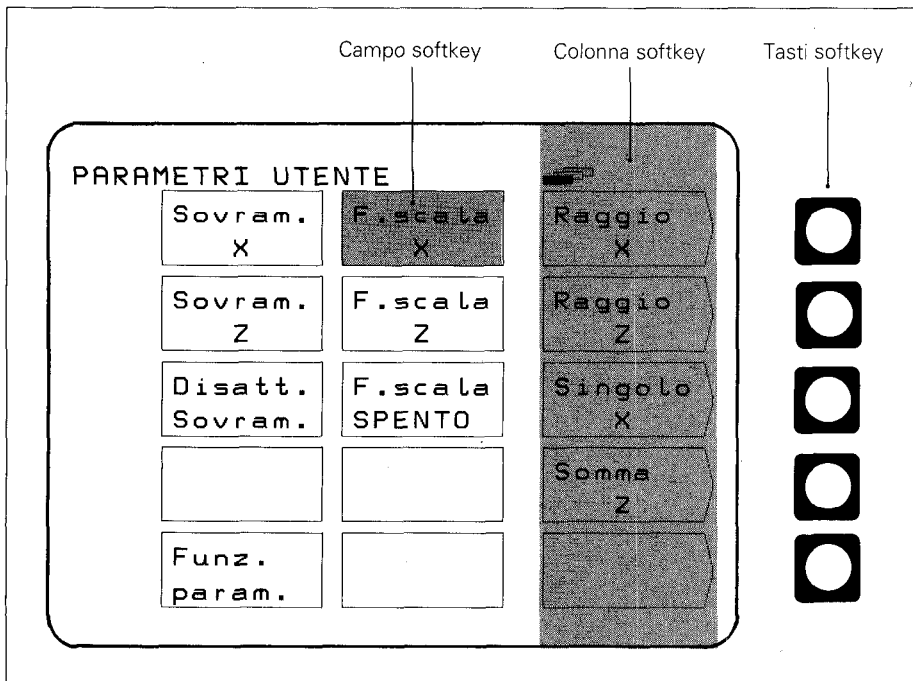 Campo softkey
Colonna softkey
Tasti softkey
PARAMETRI UTENTE
Sovram.
X
F.scala
X
Raggio
X
Sovram.
Z
F.scala
Z
Raggio
Z
Disatt.
Sovram.
F.scala
SPENTO
Singolo
X
Somma
Z
Funz.
param.